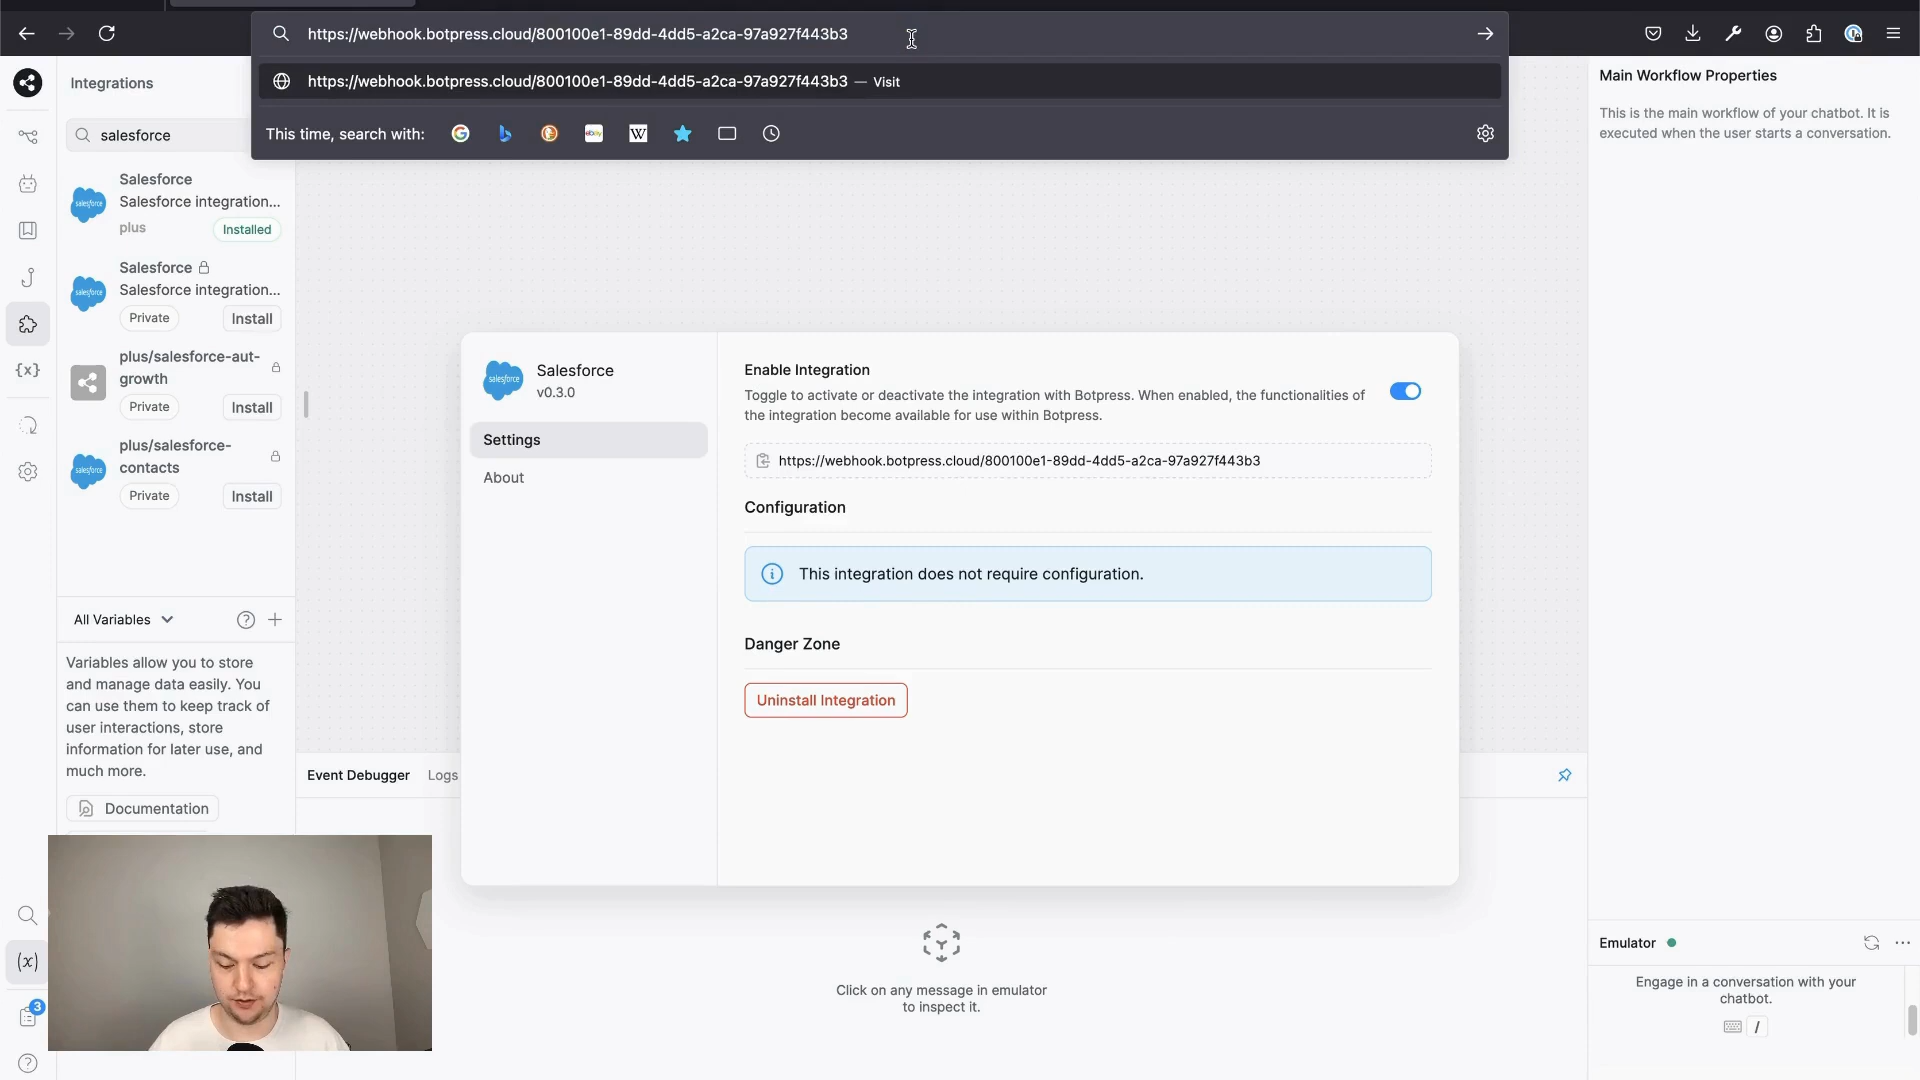 https://webhook.botpress.cloud/800100e1-89dd-4dd5-a2ca-97a927f443b3
https://webhook.botpress.cloud/800100e1-89dd-4dd5-a2ca-97a927f443b3 — Visit
This time, search with:
ebay
W
Integrations
salesforce
salesforce
Salesforce
Salesforce integration...
plus
Installed
salesforce
Salesforce
Salesforce integration...
Private
Install
plus/salesforce-aut-
growth
Private
Install
salesforce
plus/salesforce-
contacts
Private
Install
All Variables
Variables allow you to store
and manage data easily. You
can use them to keep track of
user interactions, store
information for later use, and
much more.
Documentation
{x}
(x)
3
salesforce
Salesforce
v0.3.0
Settings
About
Enable Integration
Toggle to activate or deactivate the integration with Botpress. When enabled, the functionalities of
the integration become available for use within Botpress.
https://webhook.botpress.cloud/800100e1-89dd-4dd5-a2ca-97a927f443b3
Configuration
This integration does not require configuration.
Danger Zone
Uninstall Integration
Event Debugger
Logs
Click on any message in emulator
to inspect it.
Main Workflow Properties
This is the main workflow of your chatbot. It is
executed when the user starts a conversation.
Emulator
Engage in a conversation with your
chatbot.
/